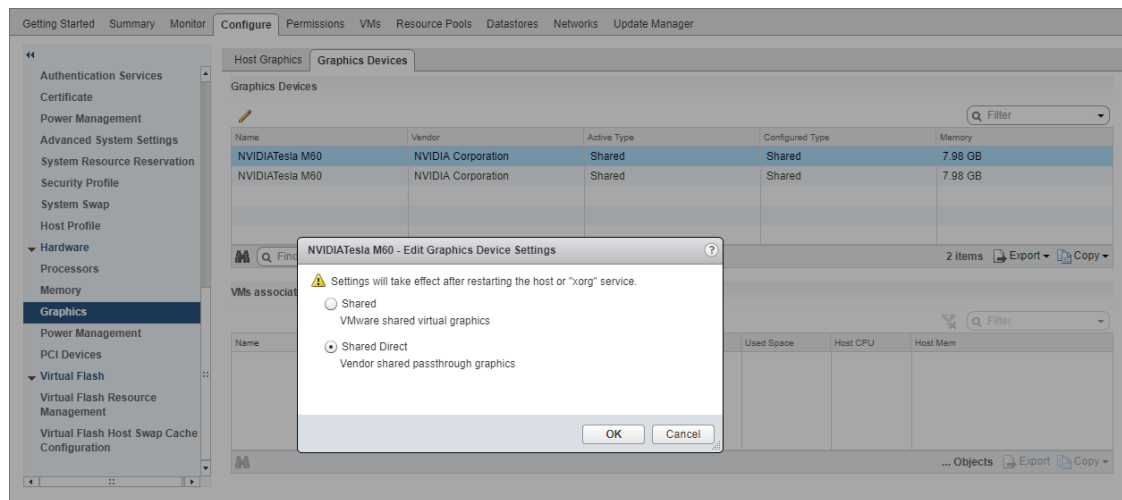 Getting Started Summary Monitor Configure Permissions VMs Resource Pools Datastores Networks Update Manager
Authentication Services
Certificate
Power Management
Advanced System Settings
System Resource Reservation
Security Profile
System Swap
Host Profile
Hardware
Processors
Memory
Graphics
Power Management
PCI Devices
Virtual Flash
Virtual Flash Resource
Management
Virtual Flash Host Swap Cache
Configuration
Host Graphics Graphics Devices
Graphics Devices
Filter
Name Vendor Active Type Configured Type Memory
NVIDIATesla M60 NVIDIA Corporation Shared Shared 7.98 GB
NVIDIATesla M60 NVIDIA Corporation Shared Shared 7.98 GB
Find
2 items Export Copy
VMs associat
Filter
Name Used Space Host CPU Host Mem
... Objects Export Copy
NVIDIATesla M60 - Edit Graphics Device Settings ?
Settings will take effect after restarting the host or "xorg" service.
Shared
VMware shared virtual graphics
Shared Direct
Vendor shared passthrough graphics
OK Cancel